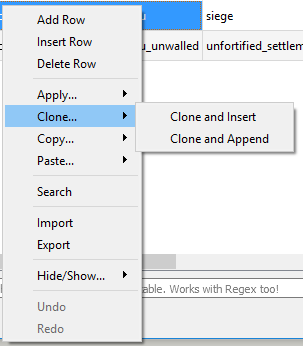 Add Row
siege
Insert Row
Delete Row
_unwalled
unfortified_settlem
Apply...
Clone...
Clone and Insert
Copy...
Clone and Append
Paste...
Search
Import
Export
Hide/Show...
able. Works with Regex too!
Undo
Redo